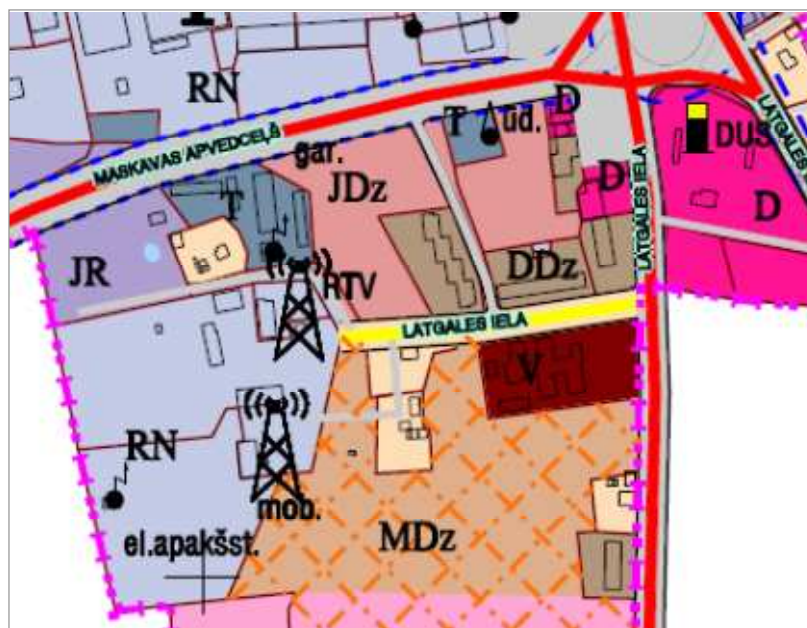 RN
MASKAVAS APVEDCEĻŠ
gar.
T
JDz
T
ūd.
D
D
DUS
D
LATGALES IELA
LATGALES
JR
RTV
DDz
LATGALES IELA
V
RN
mob.
el.apakšst.
MDz